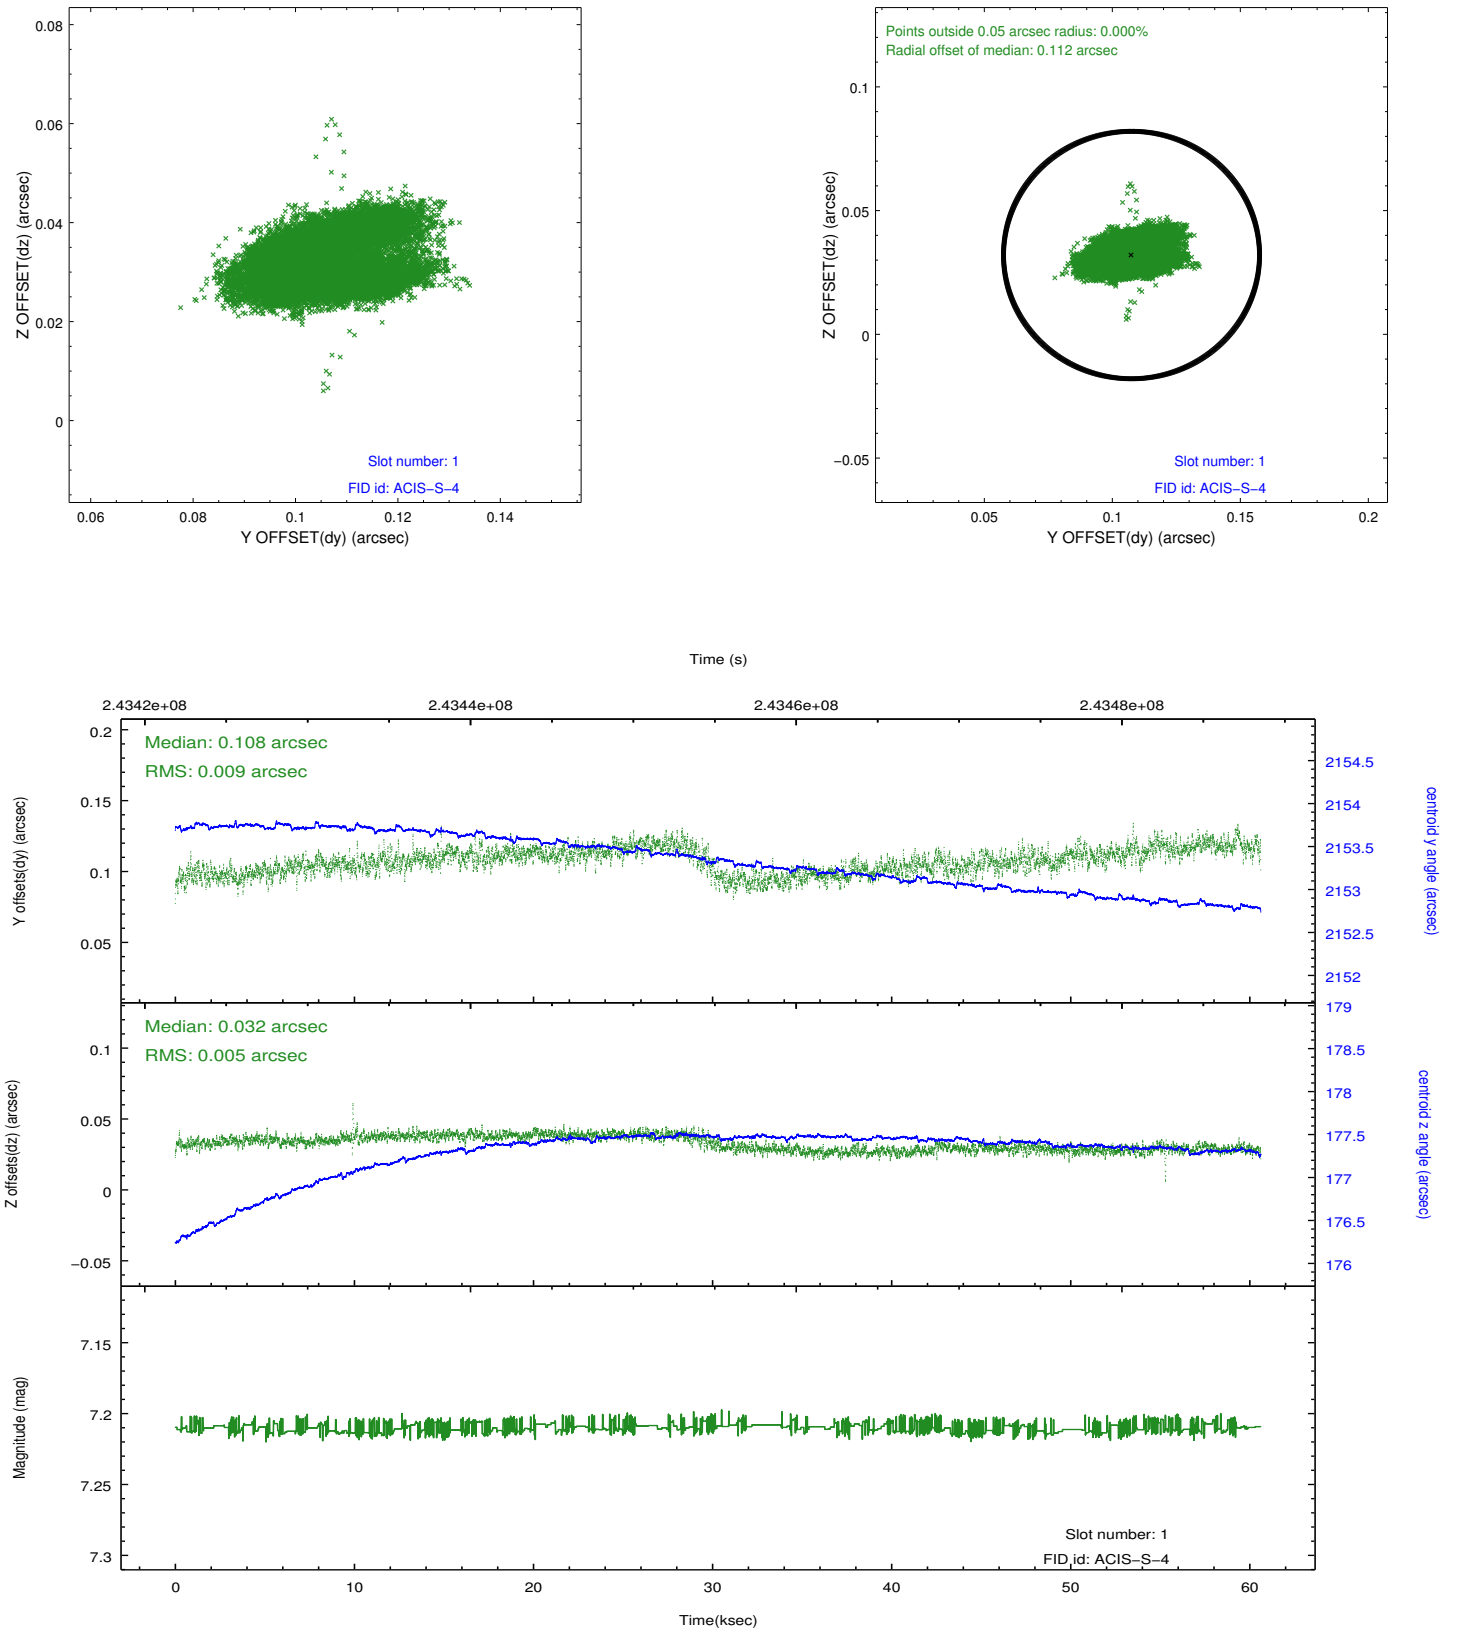 0.08
0.06
0.04
0.02
0
Z OFFSET(dz) (arcsec)
Slot number: 1
FID id: ACIS−S−4
0.06 0.08 0.1 0.12 0.14
Y OFFSET(dy) (arcsec)
Points outside 0.05 arcsec radius: 0.000%
Radial offset of median: 0.112 arcsec
0.1
0.05
0
−0.05
Z OFFSET(dz) (arcsec)
Slot number: 1
FID id: ACIS−S−4
0.05 0.1 0.15 0.2
Y OFFSET(dy) (arcsec)
Time (s)
2.4342e+08 2.4344e+08 2.4346e+08 2.4348e+08
Median: 0.108 arcsec
RMS: 0.009 arcsec
0.2
0.15
0.1
0.05
Y offsets(dy) (arcsec)
2154.5
2154
2153.5
2153
2152.5
2152
centroid y angle (arcsec)
Median: 0.032 arcsec
RMS: 0.005 arcsec
0.1
0.05
0
−0.05
Z offsets(dz) (arcsec)
179
178.5
178
177.5
177
176.5
176
centroid z angle (arcsec)
7.15
7.2
7.25
7.3
Magnitude (mag)
Slot number: 1
FID id: ACIS−S−4
0 10 20 30 40 50 60
Time(ksec)